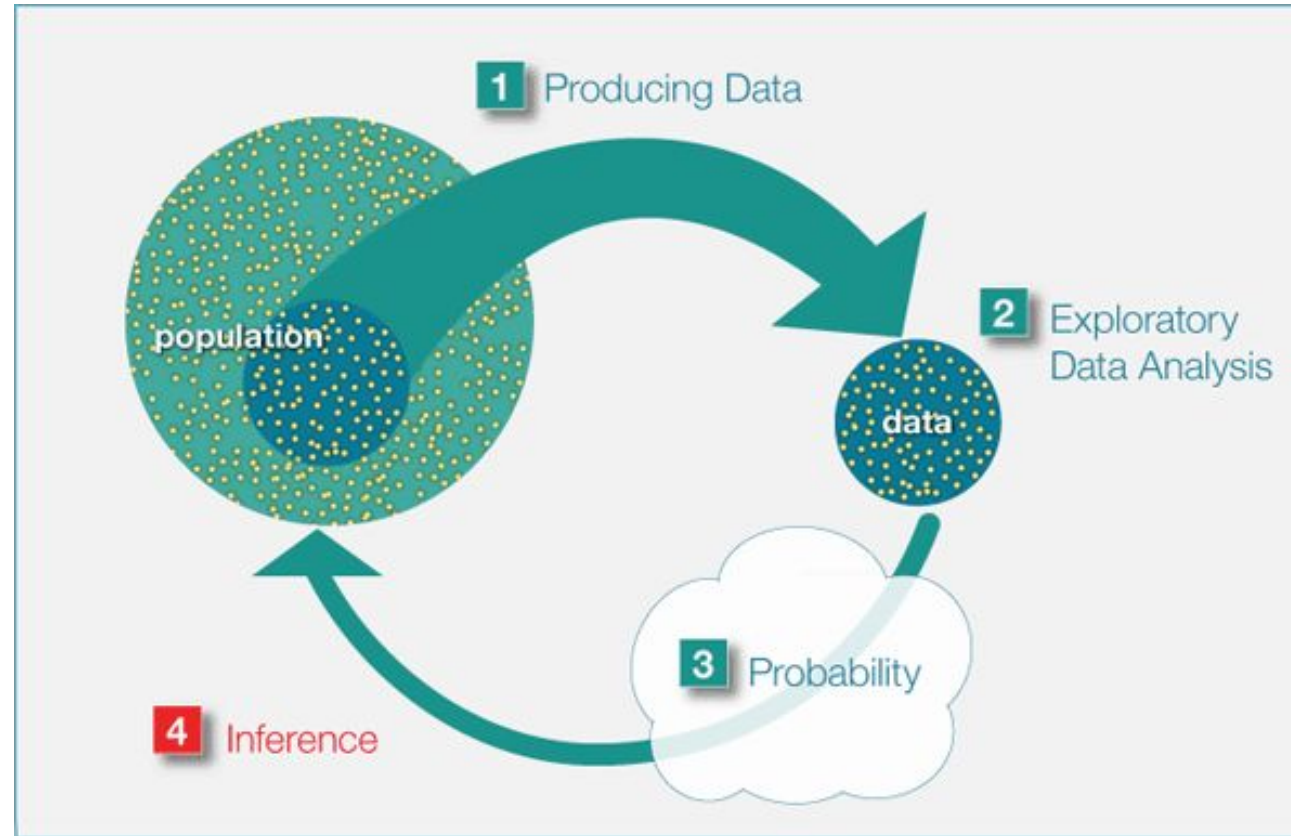 1 Producing Data
population
2 Exploratory
Data Analysis
data
3 Probability
4 Inference